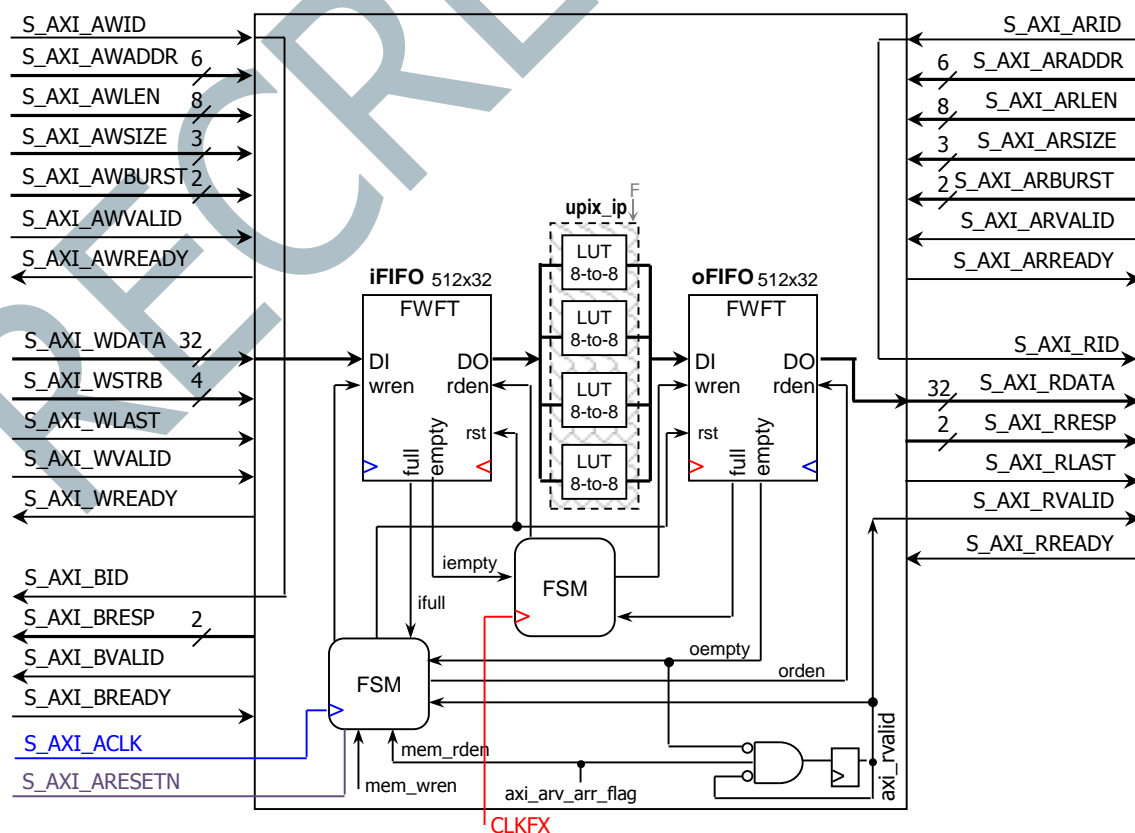 S_AXI_AWID
S_AXI_AWADDR 6
S_AXI_AWLEN 8
S_AXI_AWSIZE 3
S_AXI_AWBURST 2
S_AXI_AWVALID
S_AXI_AWREADY
S_AXI_WDATA 32
S_AXI_WSTRB 4
S_AXI_WLAST
S_AXI_WVALID
S_AXI_WREADY
S_AXI_BID
S_AXI_BRESP 2
S_AXI_BVALID
S_AXI_BREADY
S_AXI_ACLK
S_AXI_ARESETN
RECRE
F
upix_ip
LUT
8-to-8
LUT
8-to-8
LUT
8-to-8
LUT
8-to-8
iFIFO 512x32
FWFT
DI
DO
wren
rden
rst
full
empty
oFIFO 512x32
FWFT
DI
DO
wren
rden
rst
full
empty
iempty
FSM
ifull
oempty
FSM
orden
mem_rden
mem_wren
axi_arv_arr_flag
axi_rvalid
CLKFX
S_AXI_ARID
6 S_AXI_ARADDR
8 S_AXI_ARLEN
3 S_AXI_ARSIZE
2 S_AXI_ARBURST
S_AXI_ARVALID
S_AXI_ARREADY
S_AXI_RID
32 S_AXI_RDATA
2 S_AXI_RRESP
S_AXI_RLAST
S_AXI_RVALID
S_AXI_RREADY